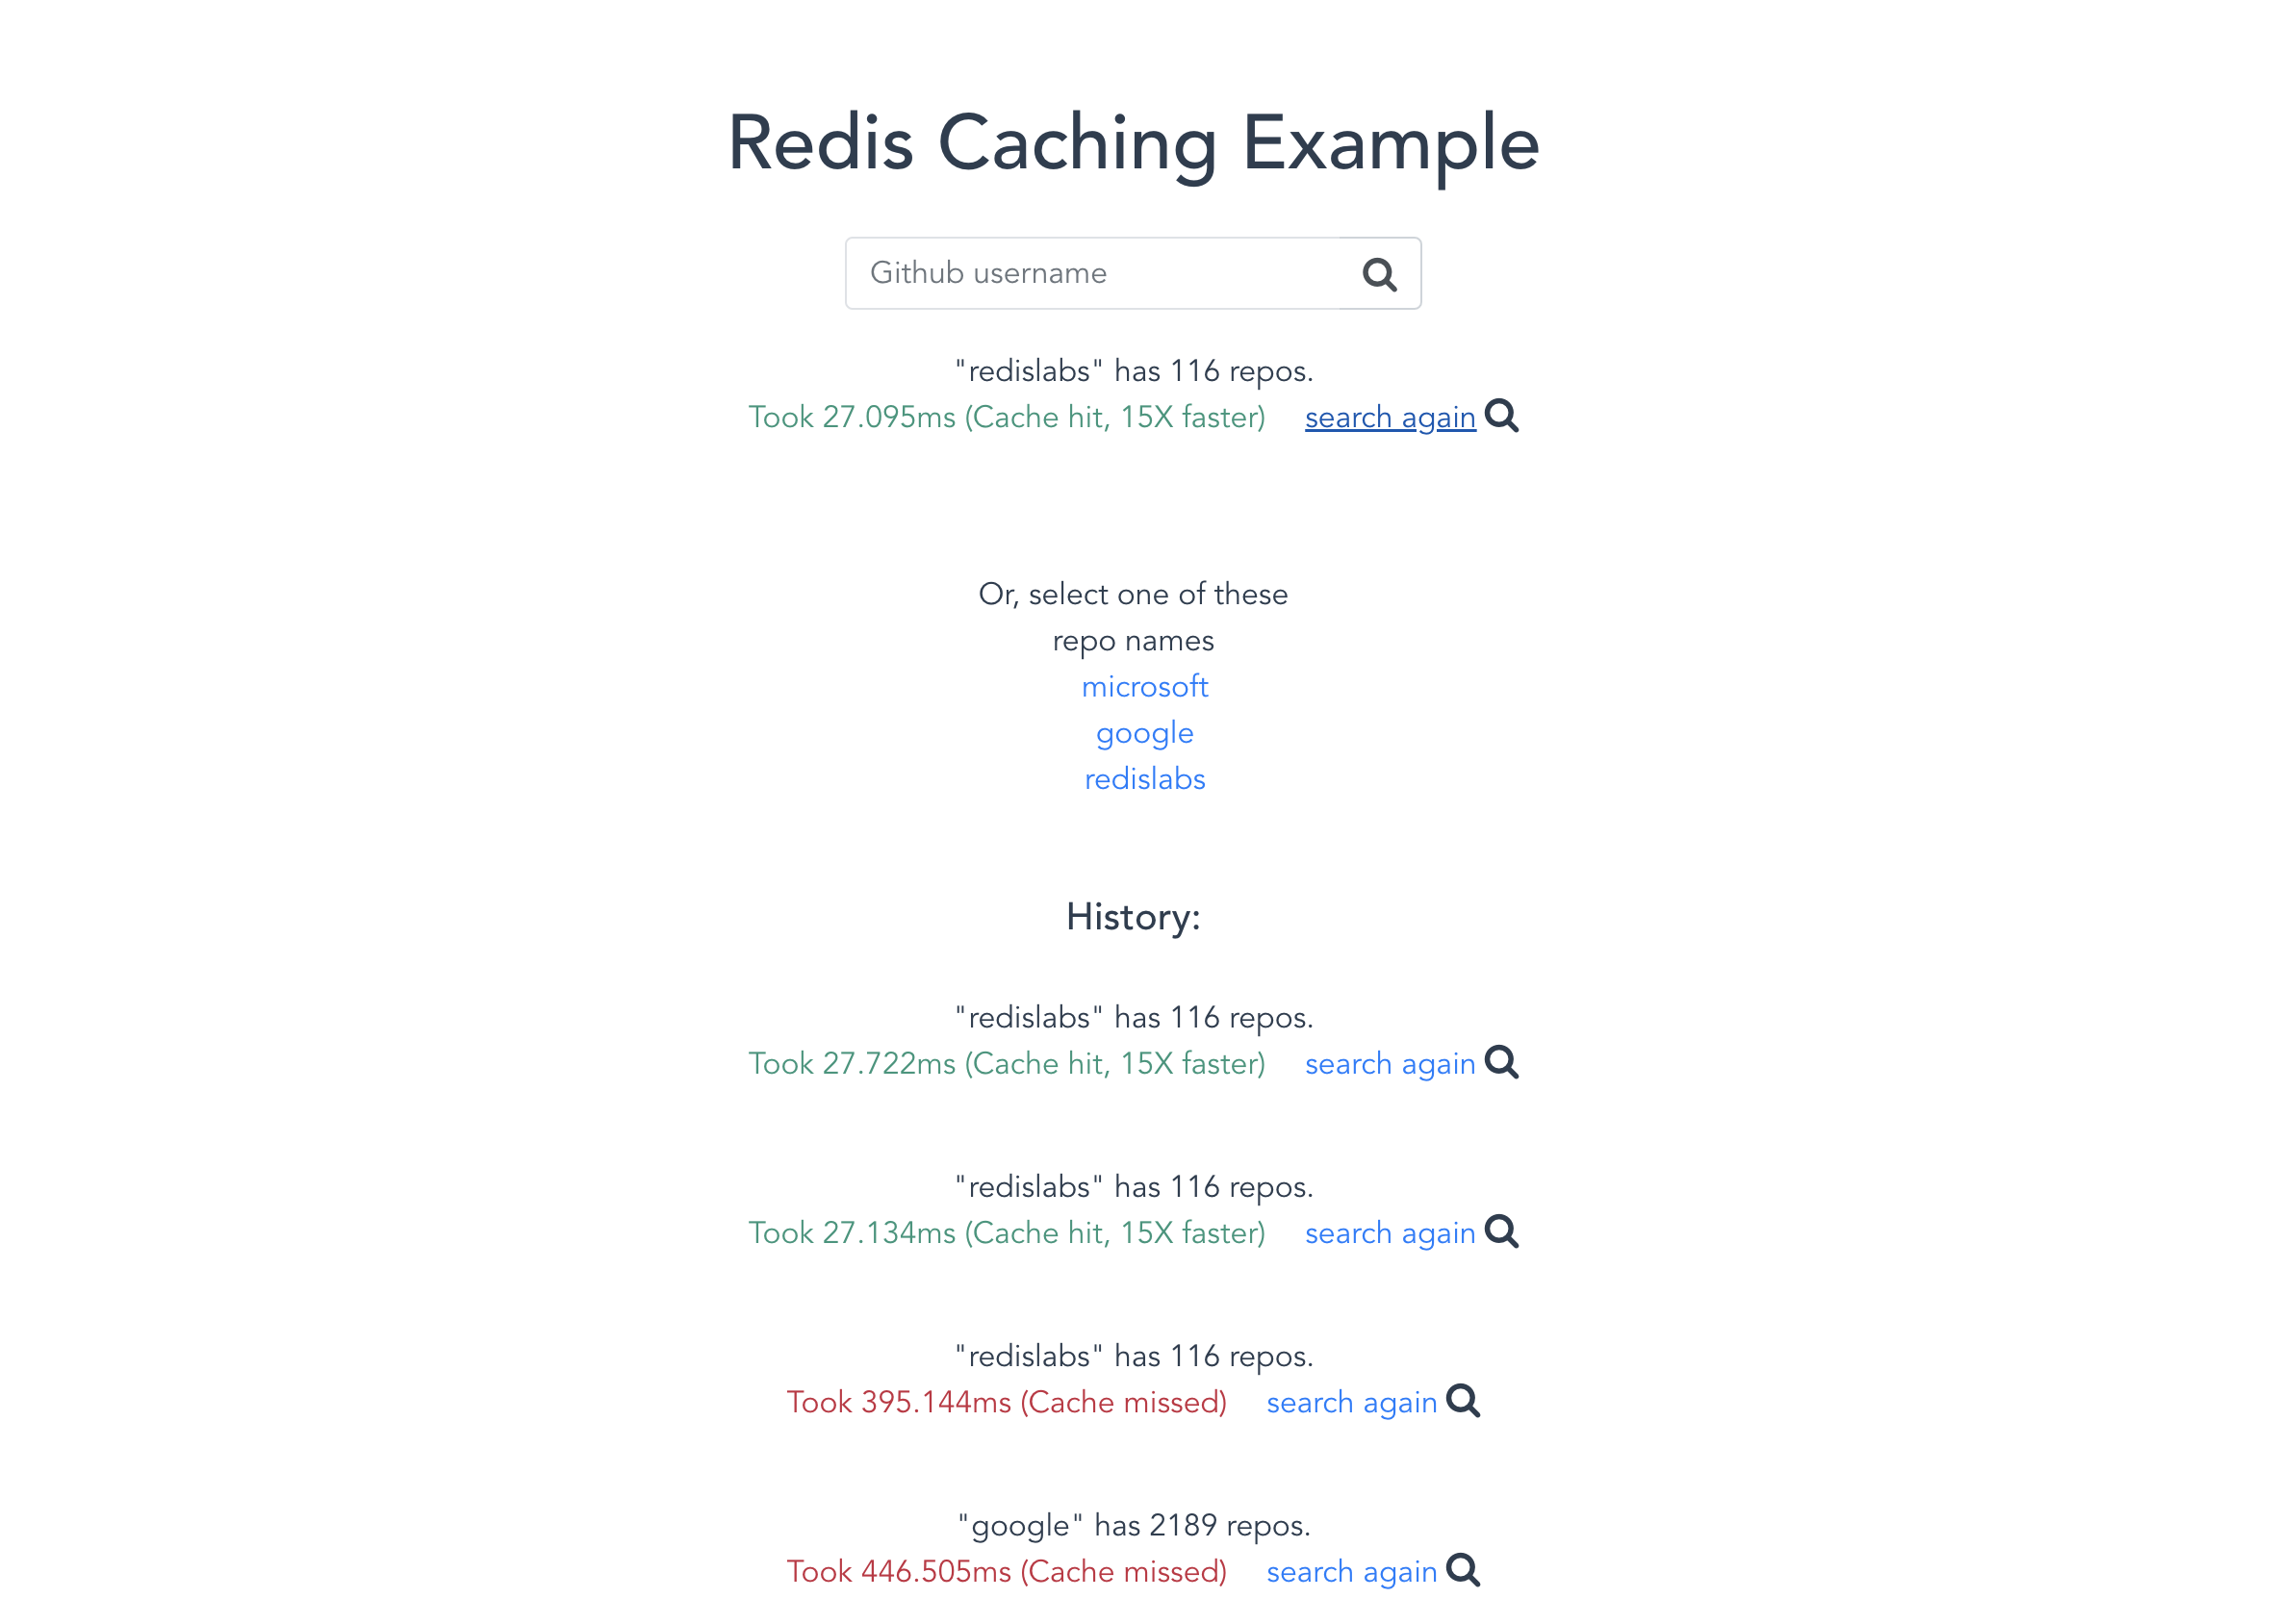 Redis Caching Example
Github username
"redislabs" has 116 repos.
Took 27.095ms (Cache hit, 15X faster) search again
Or, select one of these
repo names
microsoft
google
redislabs
History:
"redislabs" has 116 repos.
Took 27.722ms (Cache hit, 15X faster) search again
"redislabs" has 116 repos.
Took 27.134ms (Cache hit, 15X faster) search again
"redislabs" has 116 repos.
Took 395.144ms (Cache missed) search again
"google" has 2189 repos.
Took 446.505ms (Cache missed) search again